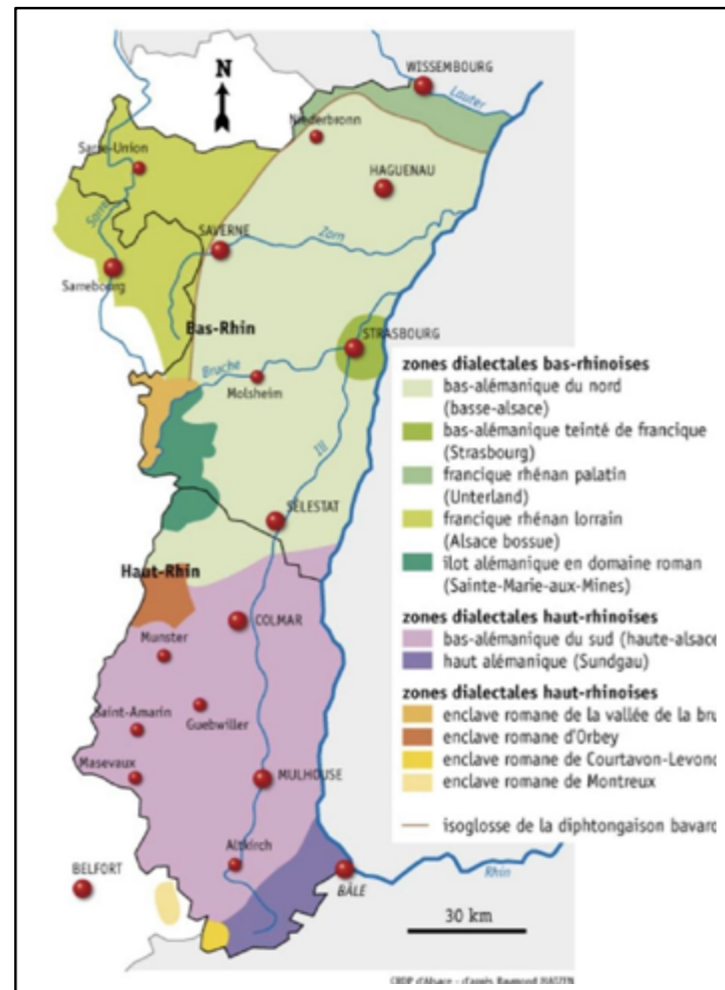 WISSEMBOURG
N
Lauter
Niederbronn
Sarre-Union
HAGUENAU
Sarre
SAVERNE
Zorn
Sarrebourg
Bas-Rhin
STRASBOURG
Bruche
Molsheim
Ill
SÉLESTAT
Haut-Rhin
COLMAR
Munster
Saint-Amarin
Guebwiller
Masevaux
MULHOUSE
Altkirch
BELFORT
BÂLE
Rhin
zones dialectales bas-rhinoises
bas-alémanique du nord
(basse-alsace)
bas-alémanique teinté de francique
(Strasbourg)
francique rhénan palatin
(Unterland)
francique rhénan lorrain
(Alsace bossue)
îlot alémanique en domaine roman
(Sainte-Marie-aux-Mines)
zones dialectales haut-rhinoises
bas-alémanique du sud (haute-alsace
haut alémanique (Sundgau)
zones dialectales haut-rhinoises
enclave romane de la vallée de la bru
enclave romane d'Orbey
enclave romane de Courtavon-Levonc
enclave romane de Montreux
isoglosse de la diphtongaison bavaro
30 km
CRDP d'Alsace - d'après Raymond MATZEN